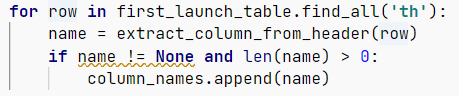 for row in first_launch_table.find_all('th'):
    name = extract_column_from_header(row)
    if name != None and len(name) > 0:
        column_names.append(name)